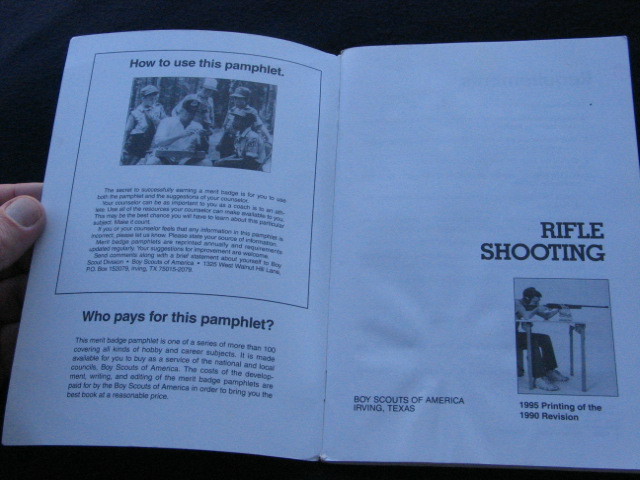 How to use this pamphlet.
The secret to successfully earning a merit badge is for you to use
both the pamphlet and the suggestions of your counselor.
Your counselor can be as important to you as a coach is to an ath-
lete. Use all of the resources your counselor can make available to you.
This may be the best chance you will have to learn about this particular
subject. Make it count.
If you or your counselor feels that any information in this pamphlet is
incorrect, please let us know. Please state your source of information.
Merit badge pamphlets are reprinted annually and requirements
updated regularly. Your suggestions for improvement are welcome.
Send comments along with a brief statement about yourself to Boy
Scout Division • Boy Scouts of America • 1325 West Walnut Hill Lane,
P.O. Box 152079, Irving, TX 75015-2079.
Who pays for this pamphlet?
This merit badge pamphlet is one of a series of more than 100
covering all kinds of hobby and career subjects. It is made
available for you to buy as a service of the national and local
councils, Boy Scouts of America. The costs of the develop-
ment, writing, and editing of the merit badge pamphlets are
paid for by the Boy Scouts of America in order to bring you the
best book at a reasonable price.
RIFLE
SHOOTING
BOY SCOUTS OF AMERICA
IRVING, TEXAS
1995 Printing of the
1990 Revision